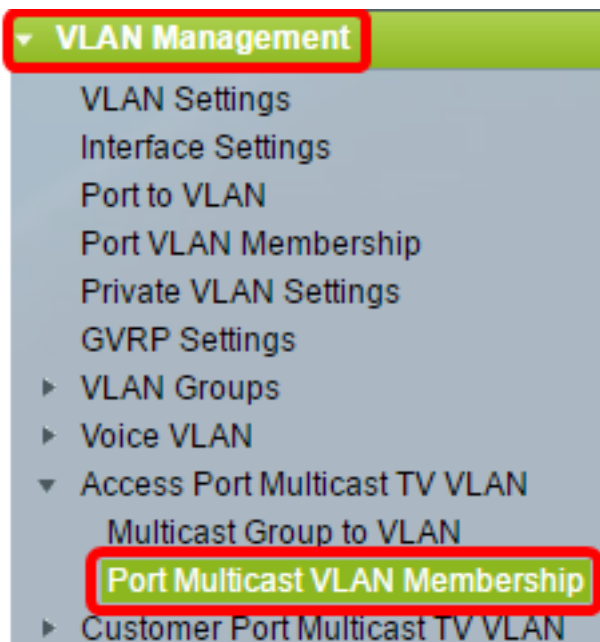 VLAN Management
VLAN Settings
Interface Settings
Port to VLAN
Port VLAN Membership
Private VLAN Settings
GVRP Settings
VLAN Groups
Voice VLAN
Access Port Multicast TV VLAN
Multicast Group to VLAN
Port Multicast VLAN Membership
Customer Port Multicast TV VLAN